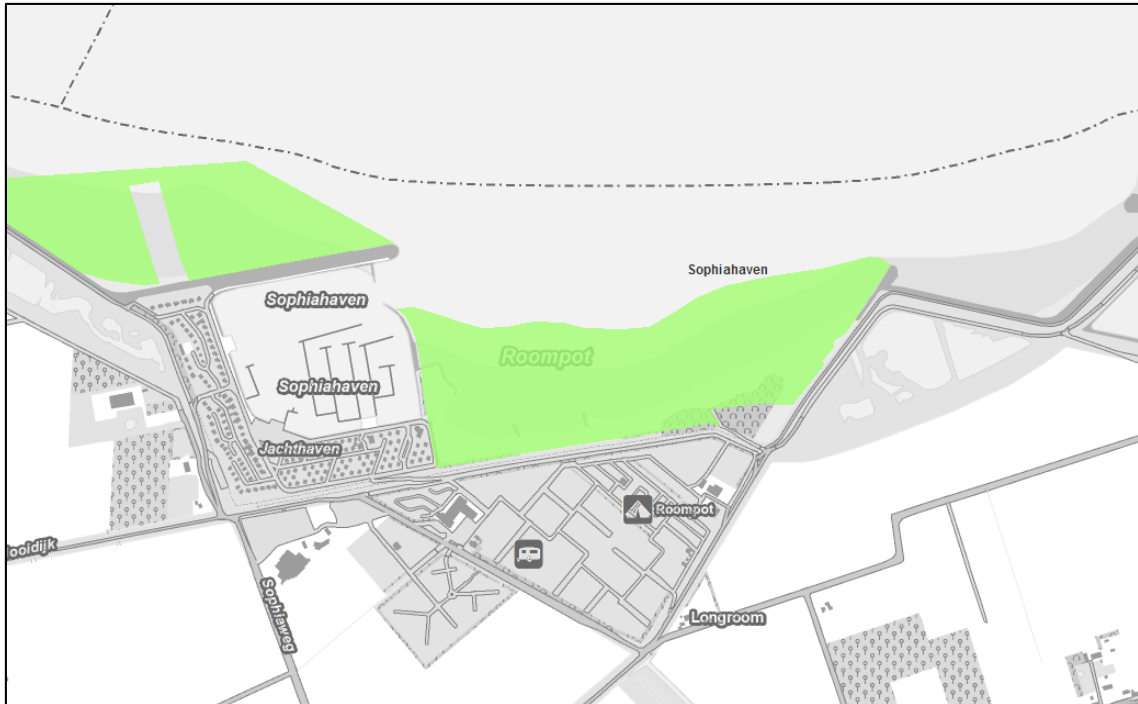 Sophiahaven
Sophiahaven
Roompot
Sophiahaven
Jachthaven
Roompot
ooldijk
Sophiaweg
Longroom